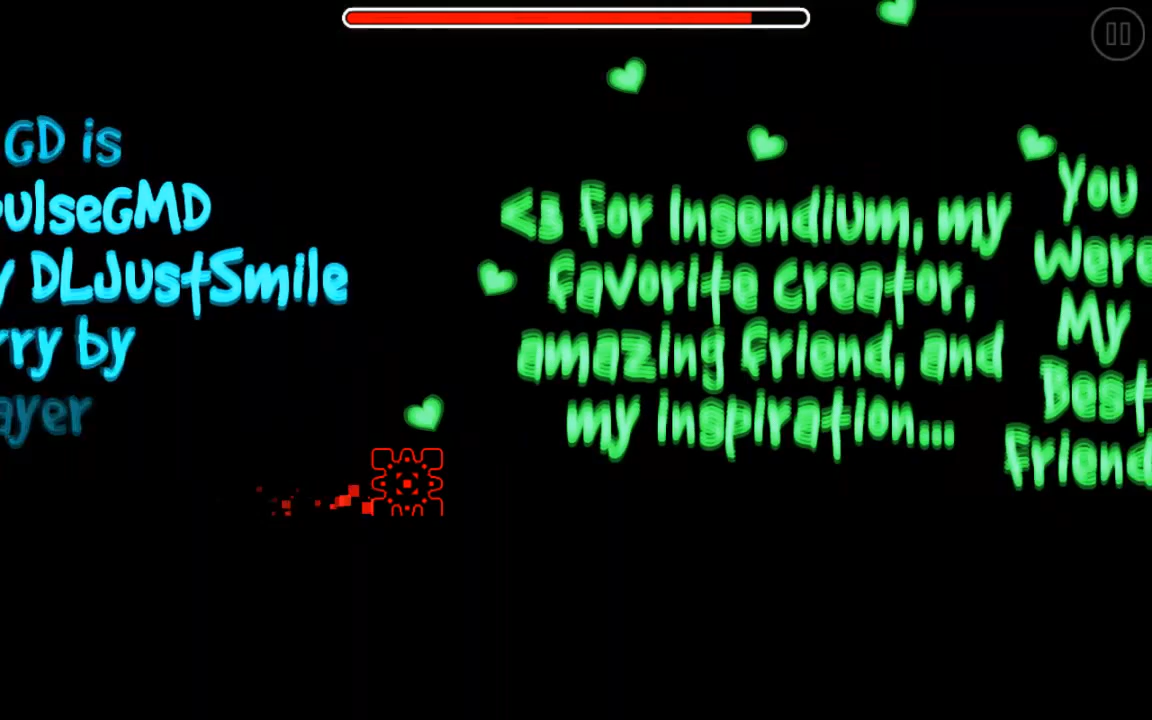 GD is
ulseGMD
y DLJustSmile
rry by
ayer
<3 For Insendium, my
favorite creator,
amazing friend, and
my inspiration...
You
Were
My
Best
Friend